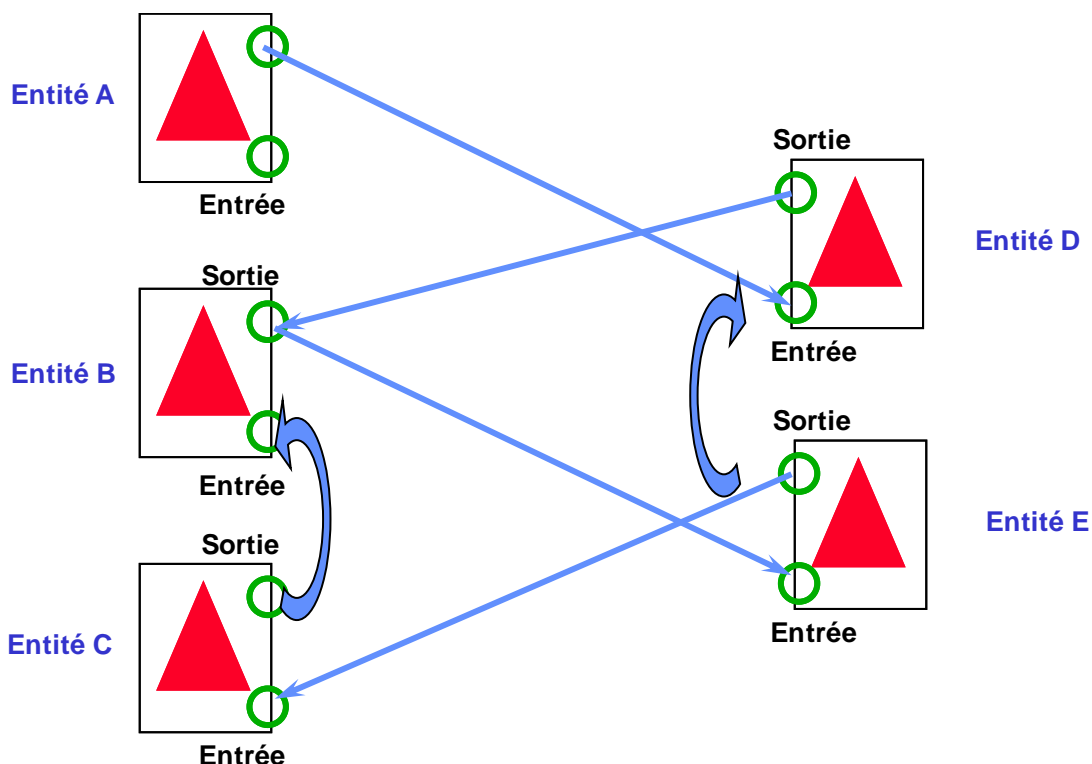 Entité A
Entrée
Sortie
Entité B
Entrée
Sortie
Entité C
Entrée
Sortie
Entité D
Entrée
Sortie
Entité E
Entrée